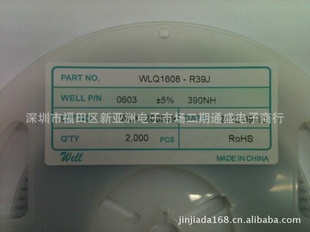 PART NO. WLQ1608 - R39J
WELL P/N 0603 ±5% 390NH
深圳市福田区新亚洲电子市场二期通盛电子商行
Q'TY 2,000 PCS RoHS
Well MADE IN CHINA
jinjiada168.cn.alibaba.com